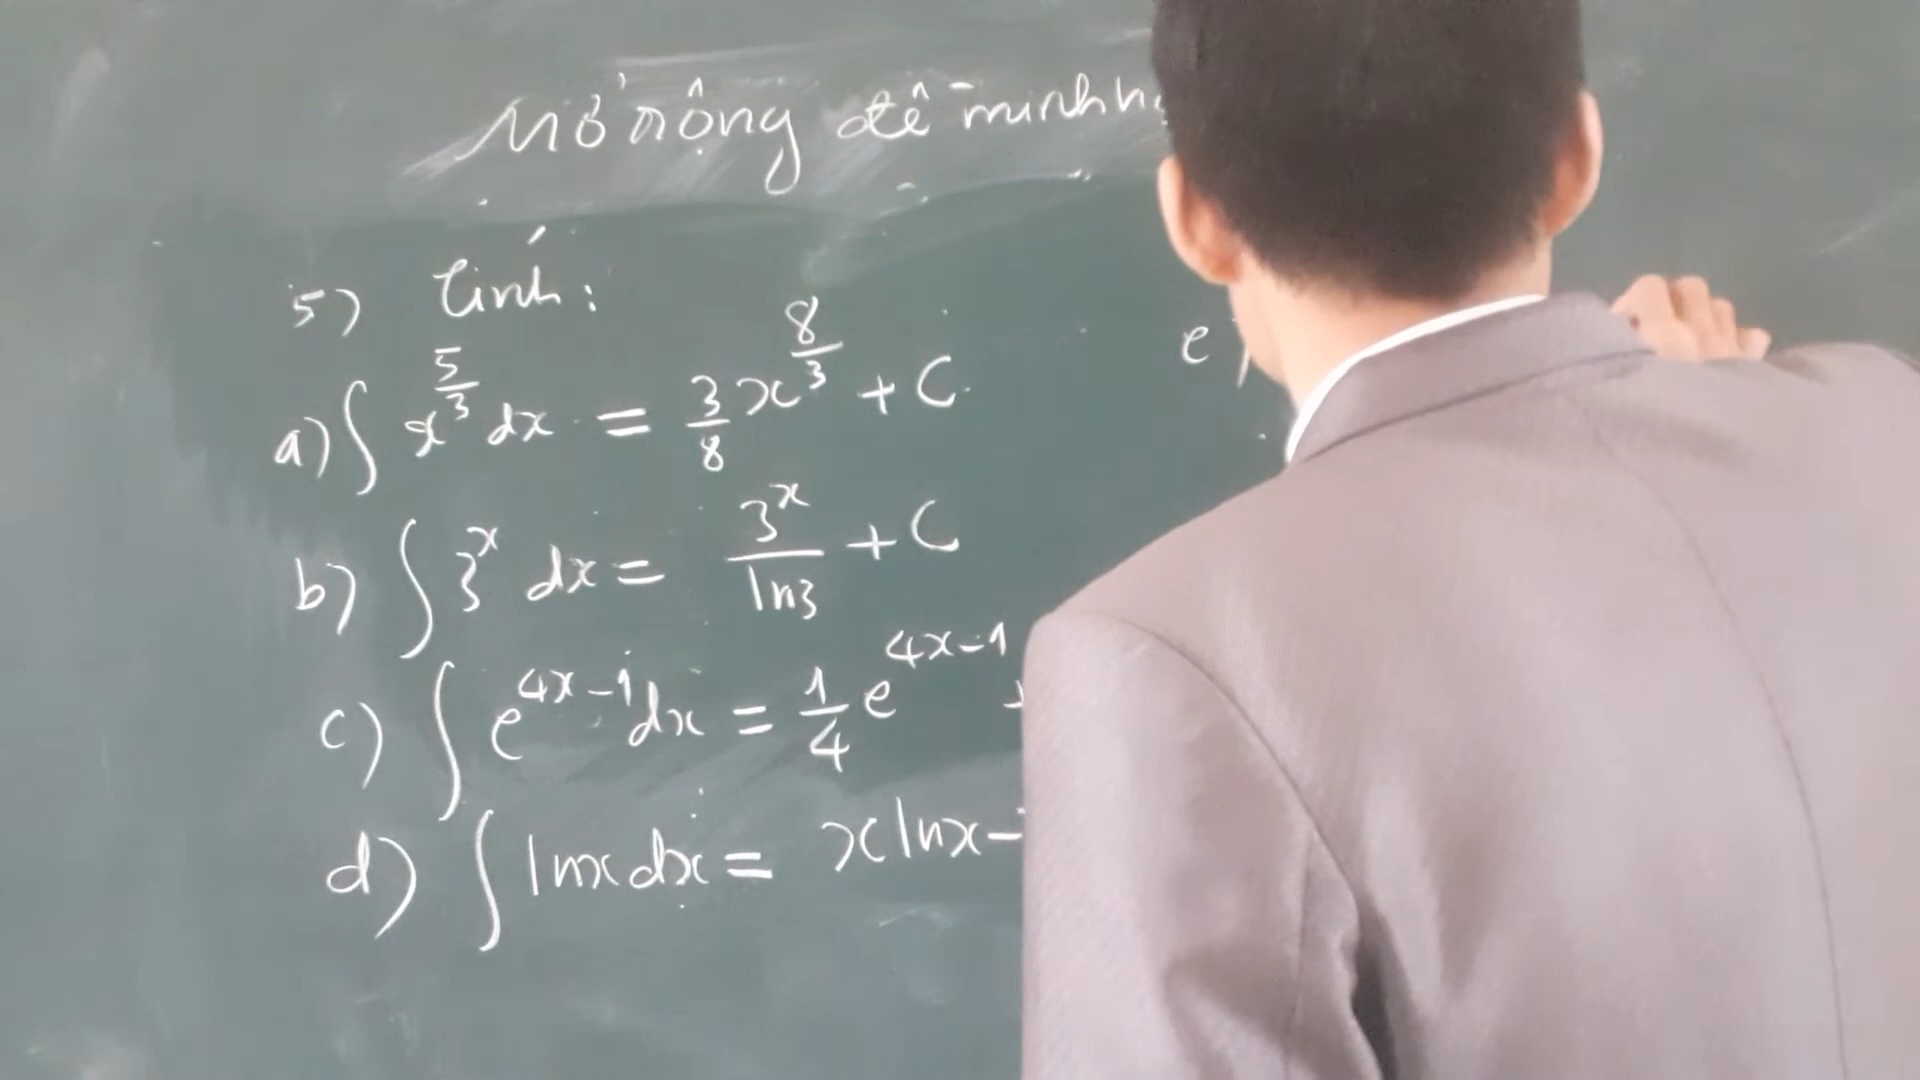 Mở rộng đề minh h
5) Tính:
a) ∫ x^{5/3} dx = 3/8 x^{8/3} + C
b) ∫ 3^x dx = 3^x/ln3 + C
c) ∫ e^{4x-1} dx = 1/4 e^{4x-1} +
d) ∫ lnx dx = x lnx -
e)